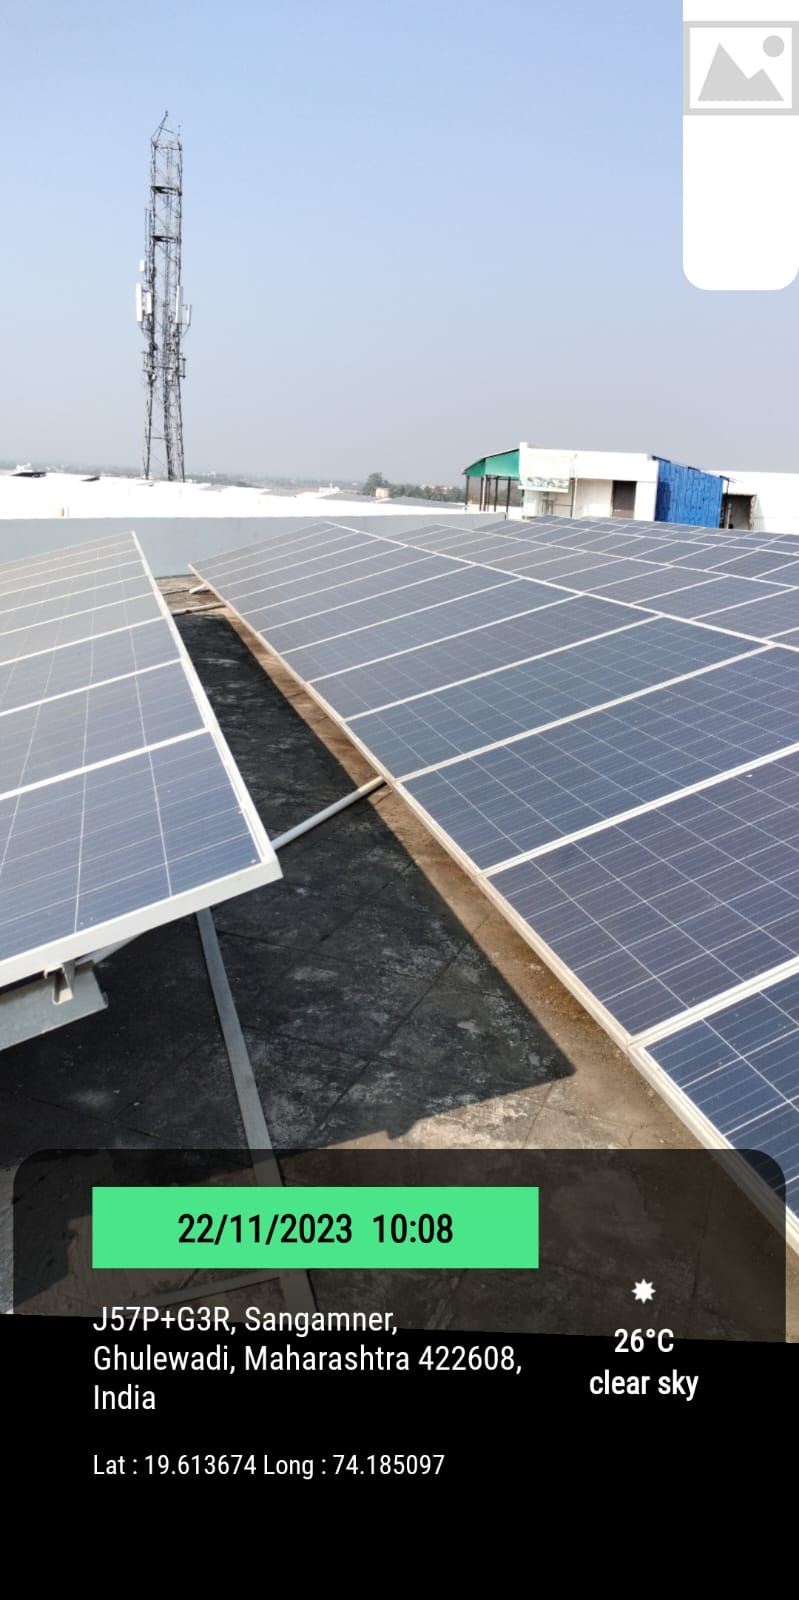 22/11/2023 10:08
J57P+G3R, Sangamner,
Ghulewadi, Maharashtra 422608,
India
26°C
clear sky
Lat : 19.613674 Long : 74.185097